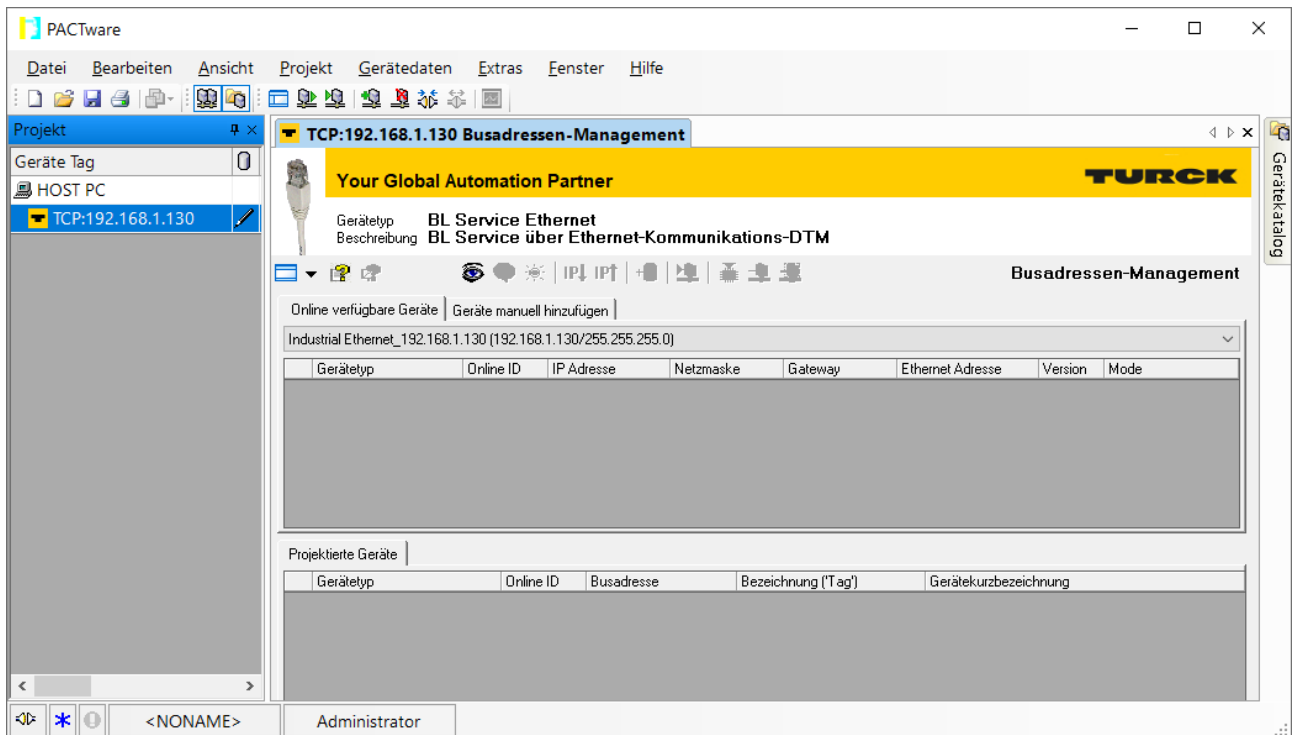 PACTware
Datei Bearbeiten Ansicht Projekt Gerätedaten Extras Fenster Hilfe
Projekt
Geräte Tag
HOST PC
TCP:192.168.1.130
TCP:192.168.1.130 Busadressen-Management
Your Global Automation Partner
TURCK
Gerätetyp BL Service Ethernet
Beschreibung BL Service über Ethernet-Kommunikations-DTM
IP IP
Busadressen-Management
Online verfügbare Geräte Geräte manuell hinzufügen
Industrial Ethernet_192.168.1.130 (192.168.1.130/255.255.255.0)
Gerätetyp Online ID IP Adresse Netzmaske Gateway Ethernet Adresse Version Mode
Projektierte Geräte
Gerätetyp Online ID Busadresse Bezeichnung ('Tag') Gerätekurzbezeichnung
Gerätekatalog
<NONAME> Administrator